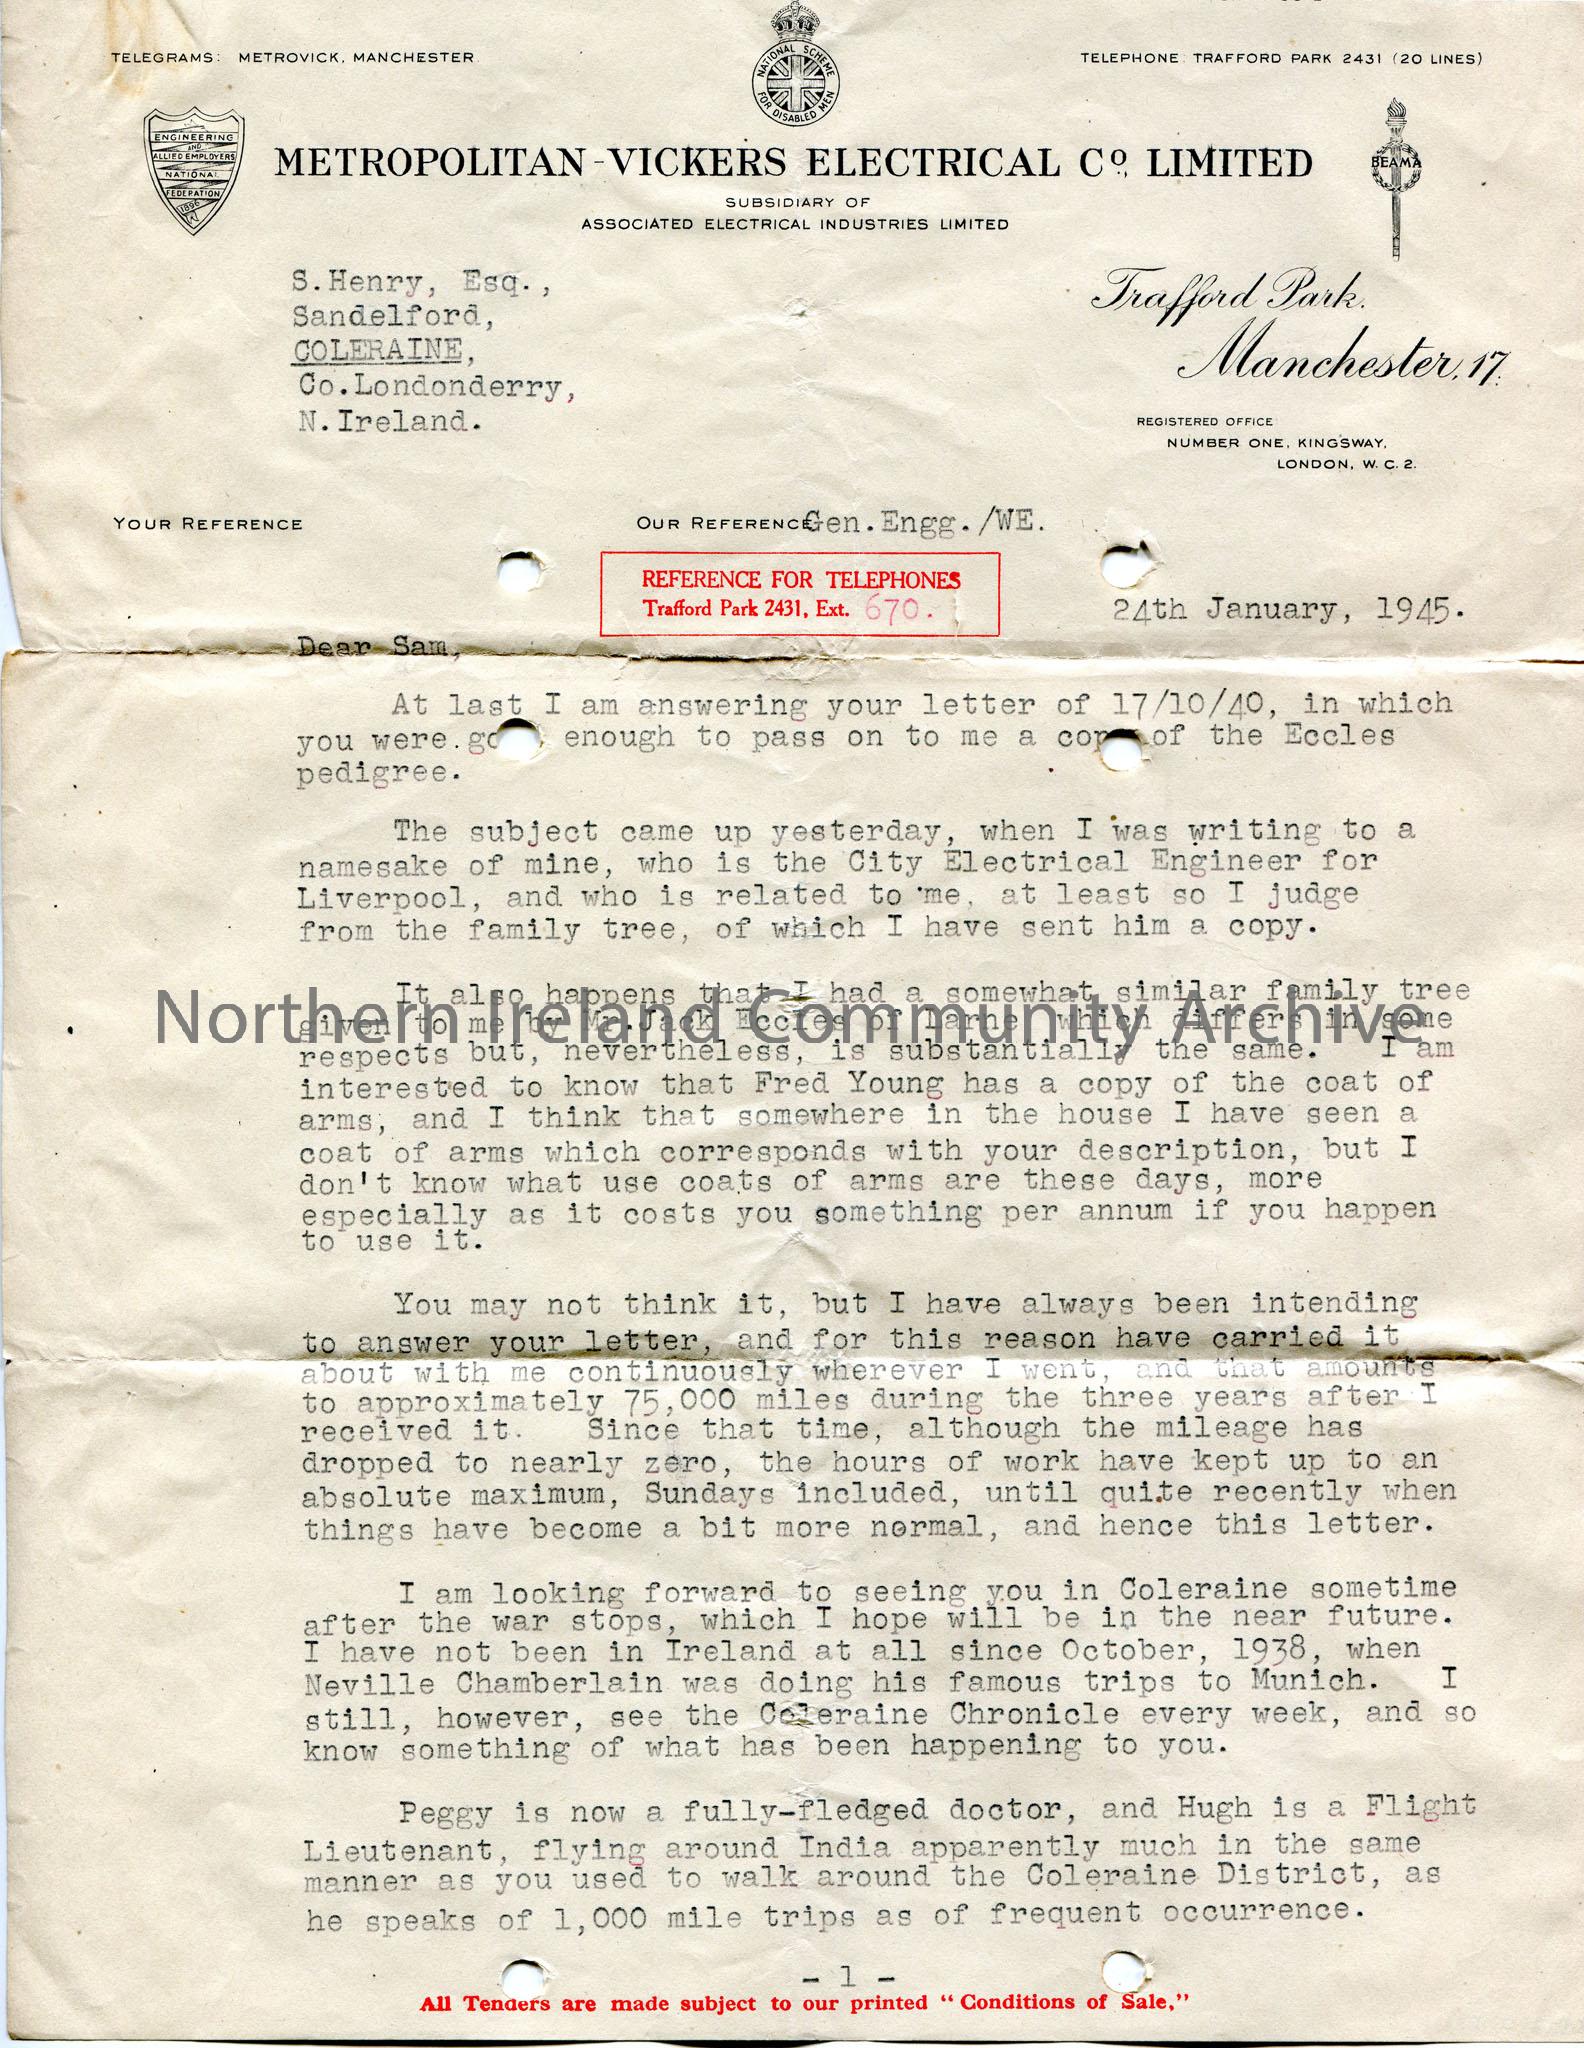 TELEGRAMS: METROVICK, MANCHESTER
NATIONAL SCHEME FOR DISABLED MEN
TELEPHONE: TRAFFORD PARK 2431 (20 LINES)
ENGINEERING
AND
ALLIED EMPLOYERS
NATIONAL
FEDERATION
1896
METROPOLITAN-VICKERS ELECTRICAL Co., LIMITED
BEAMA
SUBSIDIARY OF
ASSOCIATED ELECTRICAL INDUSTRIES LIMITED
S.Henry, Esq.,
Sandelford,
COLERAINE,
Co.Londonderry,
N.Ireland.
Trafford Park.
Manchester, 17.
REGISTERED OFFICE
NUMBER ONE, KINGSWAY,
LONDON, W.C.2.
YOUR REFERENCE
OUR REFERENCE Gen.Engg./WE.
REFERENCE FOR TELEPHONES
Trafford Park 2431, Ext. 670.
24th January, 1945.
Dear Sam,
At last I am answering your letter of 17/10/40, in which
you were good enough to pass on to me a copy of the Eccles
pedigree.
The subject came up yesterday, when I was writing to a
namesake of mine, who is the City Electrical Engineer for
Liverpool, and who is related to me, at least so I judge
from the family tree, of which I have sent him a copy.
It also happens that I had a somewhat similar family tree
given to me by Mr.Jack Eccles of Larne, which differs in some
respects but, nevertheless, is substantially the same. I am
interested to know that Fred Young has a copy of the coat of
arms, and I think that somewhere in the house I have seen a
coat of arms which corresponds with your description, but I
don't know what use coats of arms are these days, more
especially as it costs you something per annum if you happen
to use it.
Northern Ireland Community Archive
You may not think it, but I have always been intending
to answer your letter, and for this reason have carried it
about with me continuously wherever I went, and that amounts
to approximately 75,000 miles during the three years after I
received it. Since that time, although the mileage has
dropped to nearly zero, the hours of work have kept up to an
absolute maximum, Sundays included, until quite recently when
things have become a bit more normal, and hence this letter.
I am looking forward to seeing you in Coleraine sometime
after the war stops, which I hope will be in the near future.
I have not been in Ireland at all since October, 1938, when
Neville Chamberlain was doing his famous trips to Munich. I
still, however, see the Coleraine Chronicle every week, and so
know something of what has been happening to you.
Peggy is now a fully-fledged doctor, and Hugh is a Flight
Lieutenant, flying around India apparently much in the same
manner as you used to walk around the Coleraine District, as
he speaks of 1,000 mile trips as of frequent occurrence.
- 1 -
All Tenders are made subject to our printed "Conditions of Sale,"